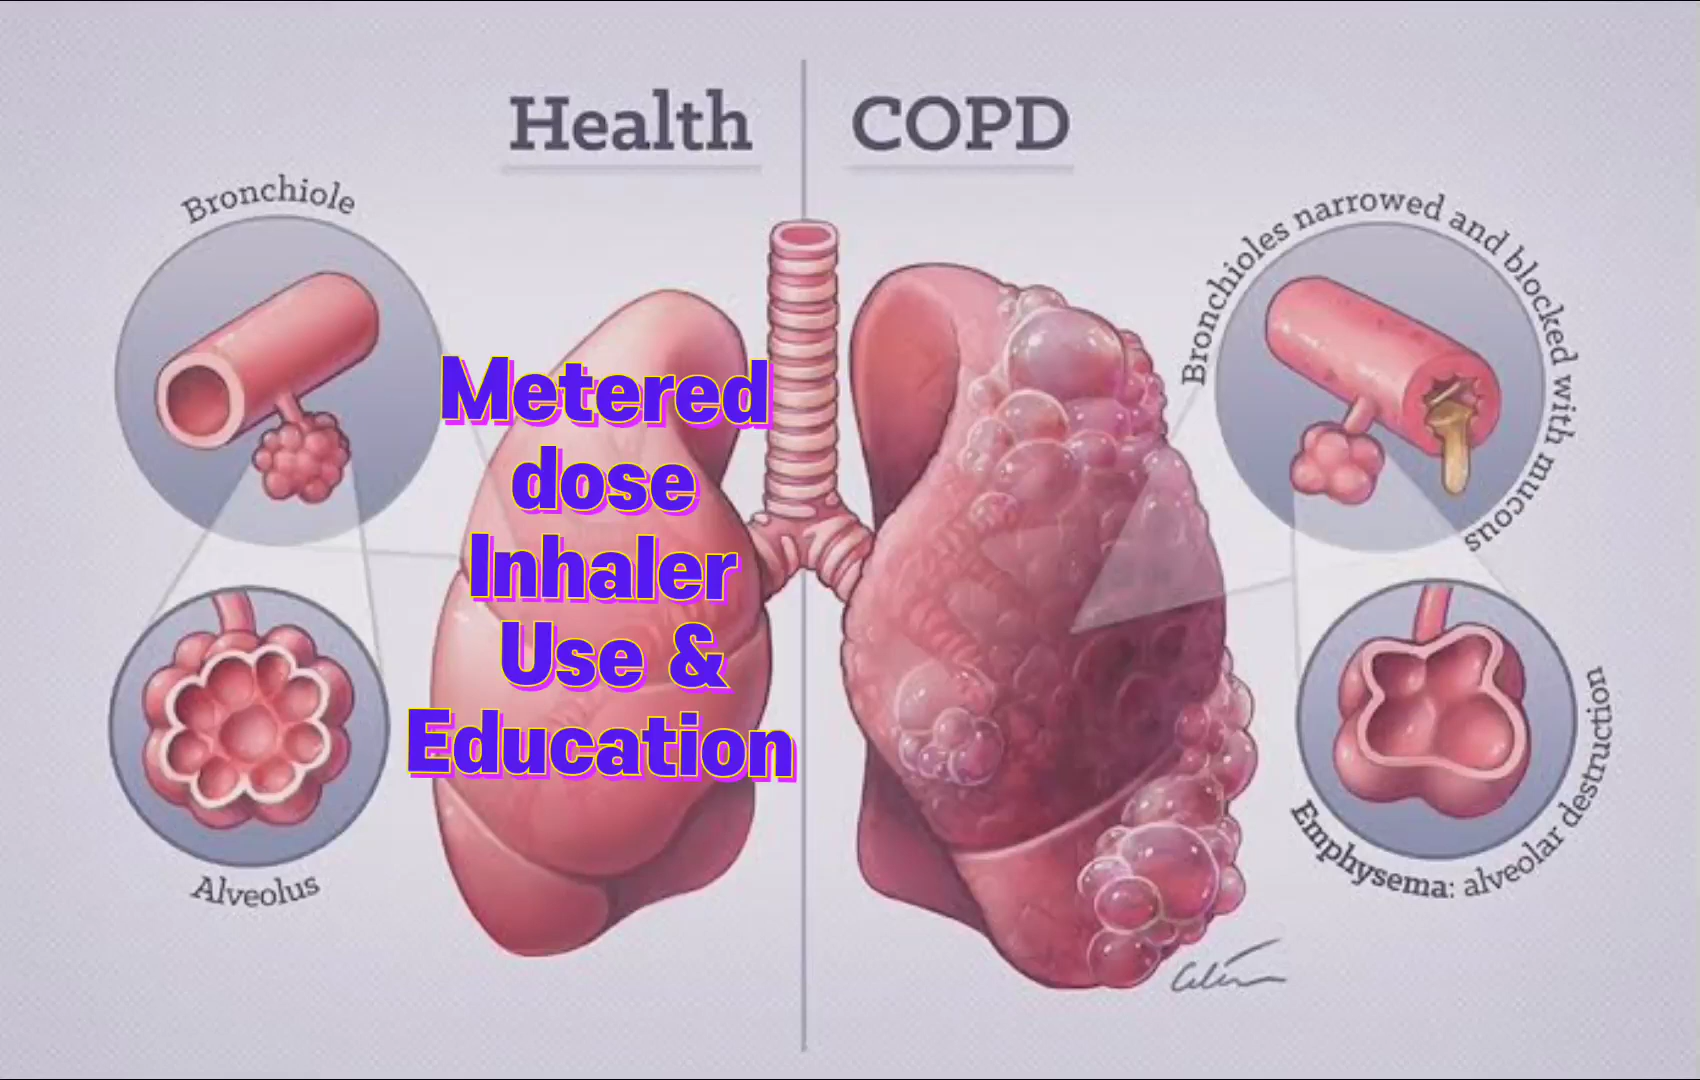 Health
COPD
Bronchiole
Bronchioles narrowed and blocked with mucous
Metered
dose
Inhaler
Use &
Education
Alveolus
Emphysema: alveolar destruction